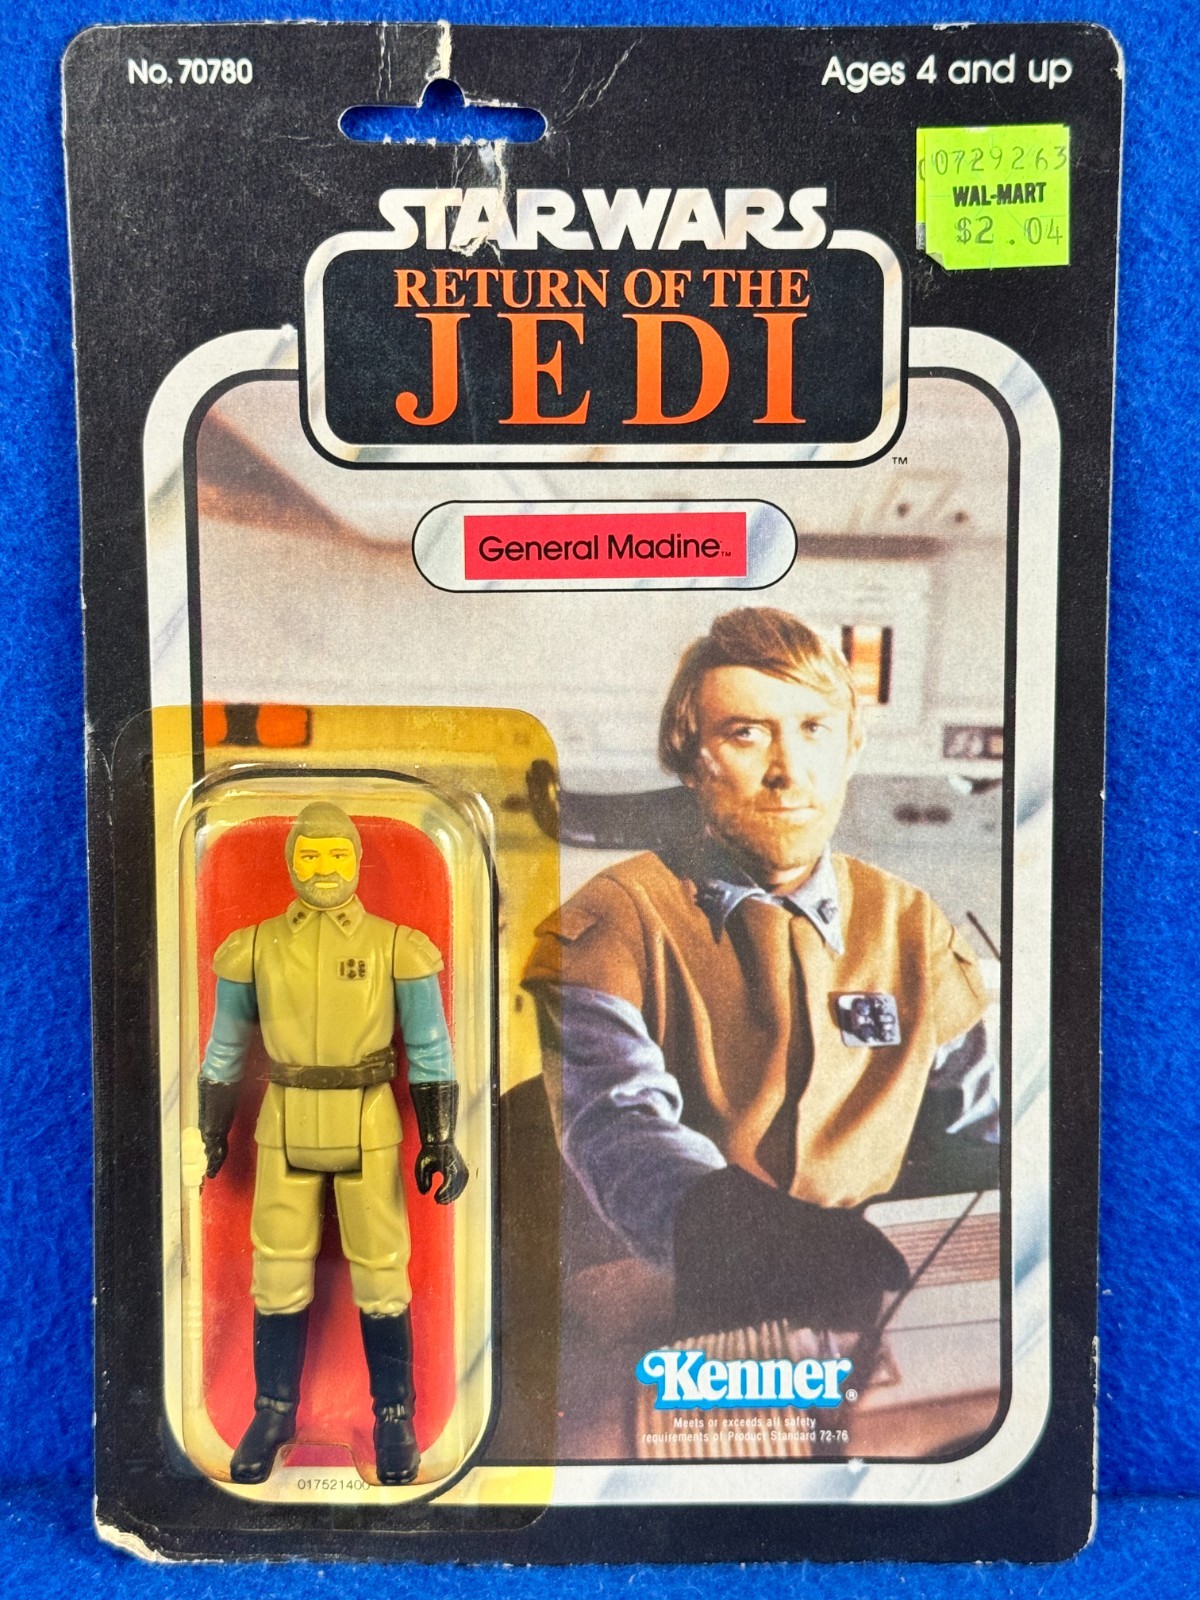 No. 70780
Ages 4 and up
0729263
WAL-MART
$2.04
STAR WARS
RETURN OF THE
JEDI
TM
General Madine™
Kenner®
Meets or exceeds all safety
requirements of Product Standard 72-76
017521400